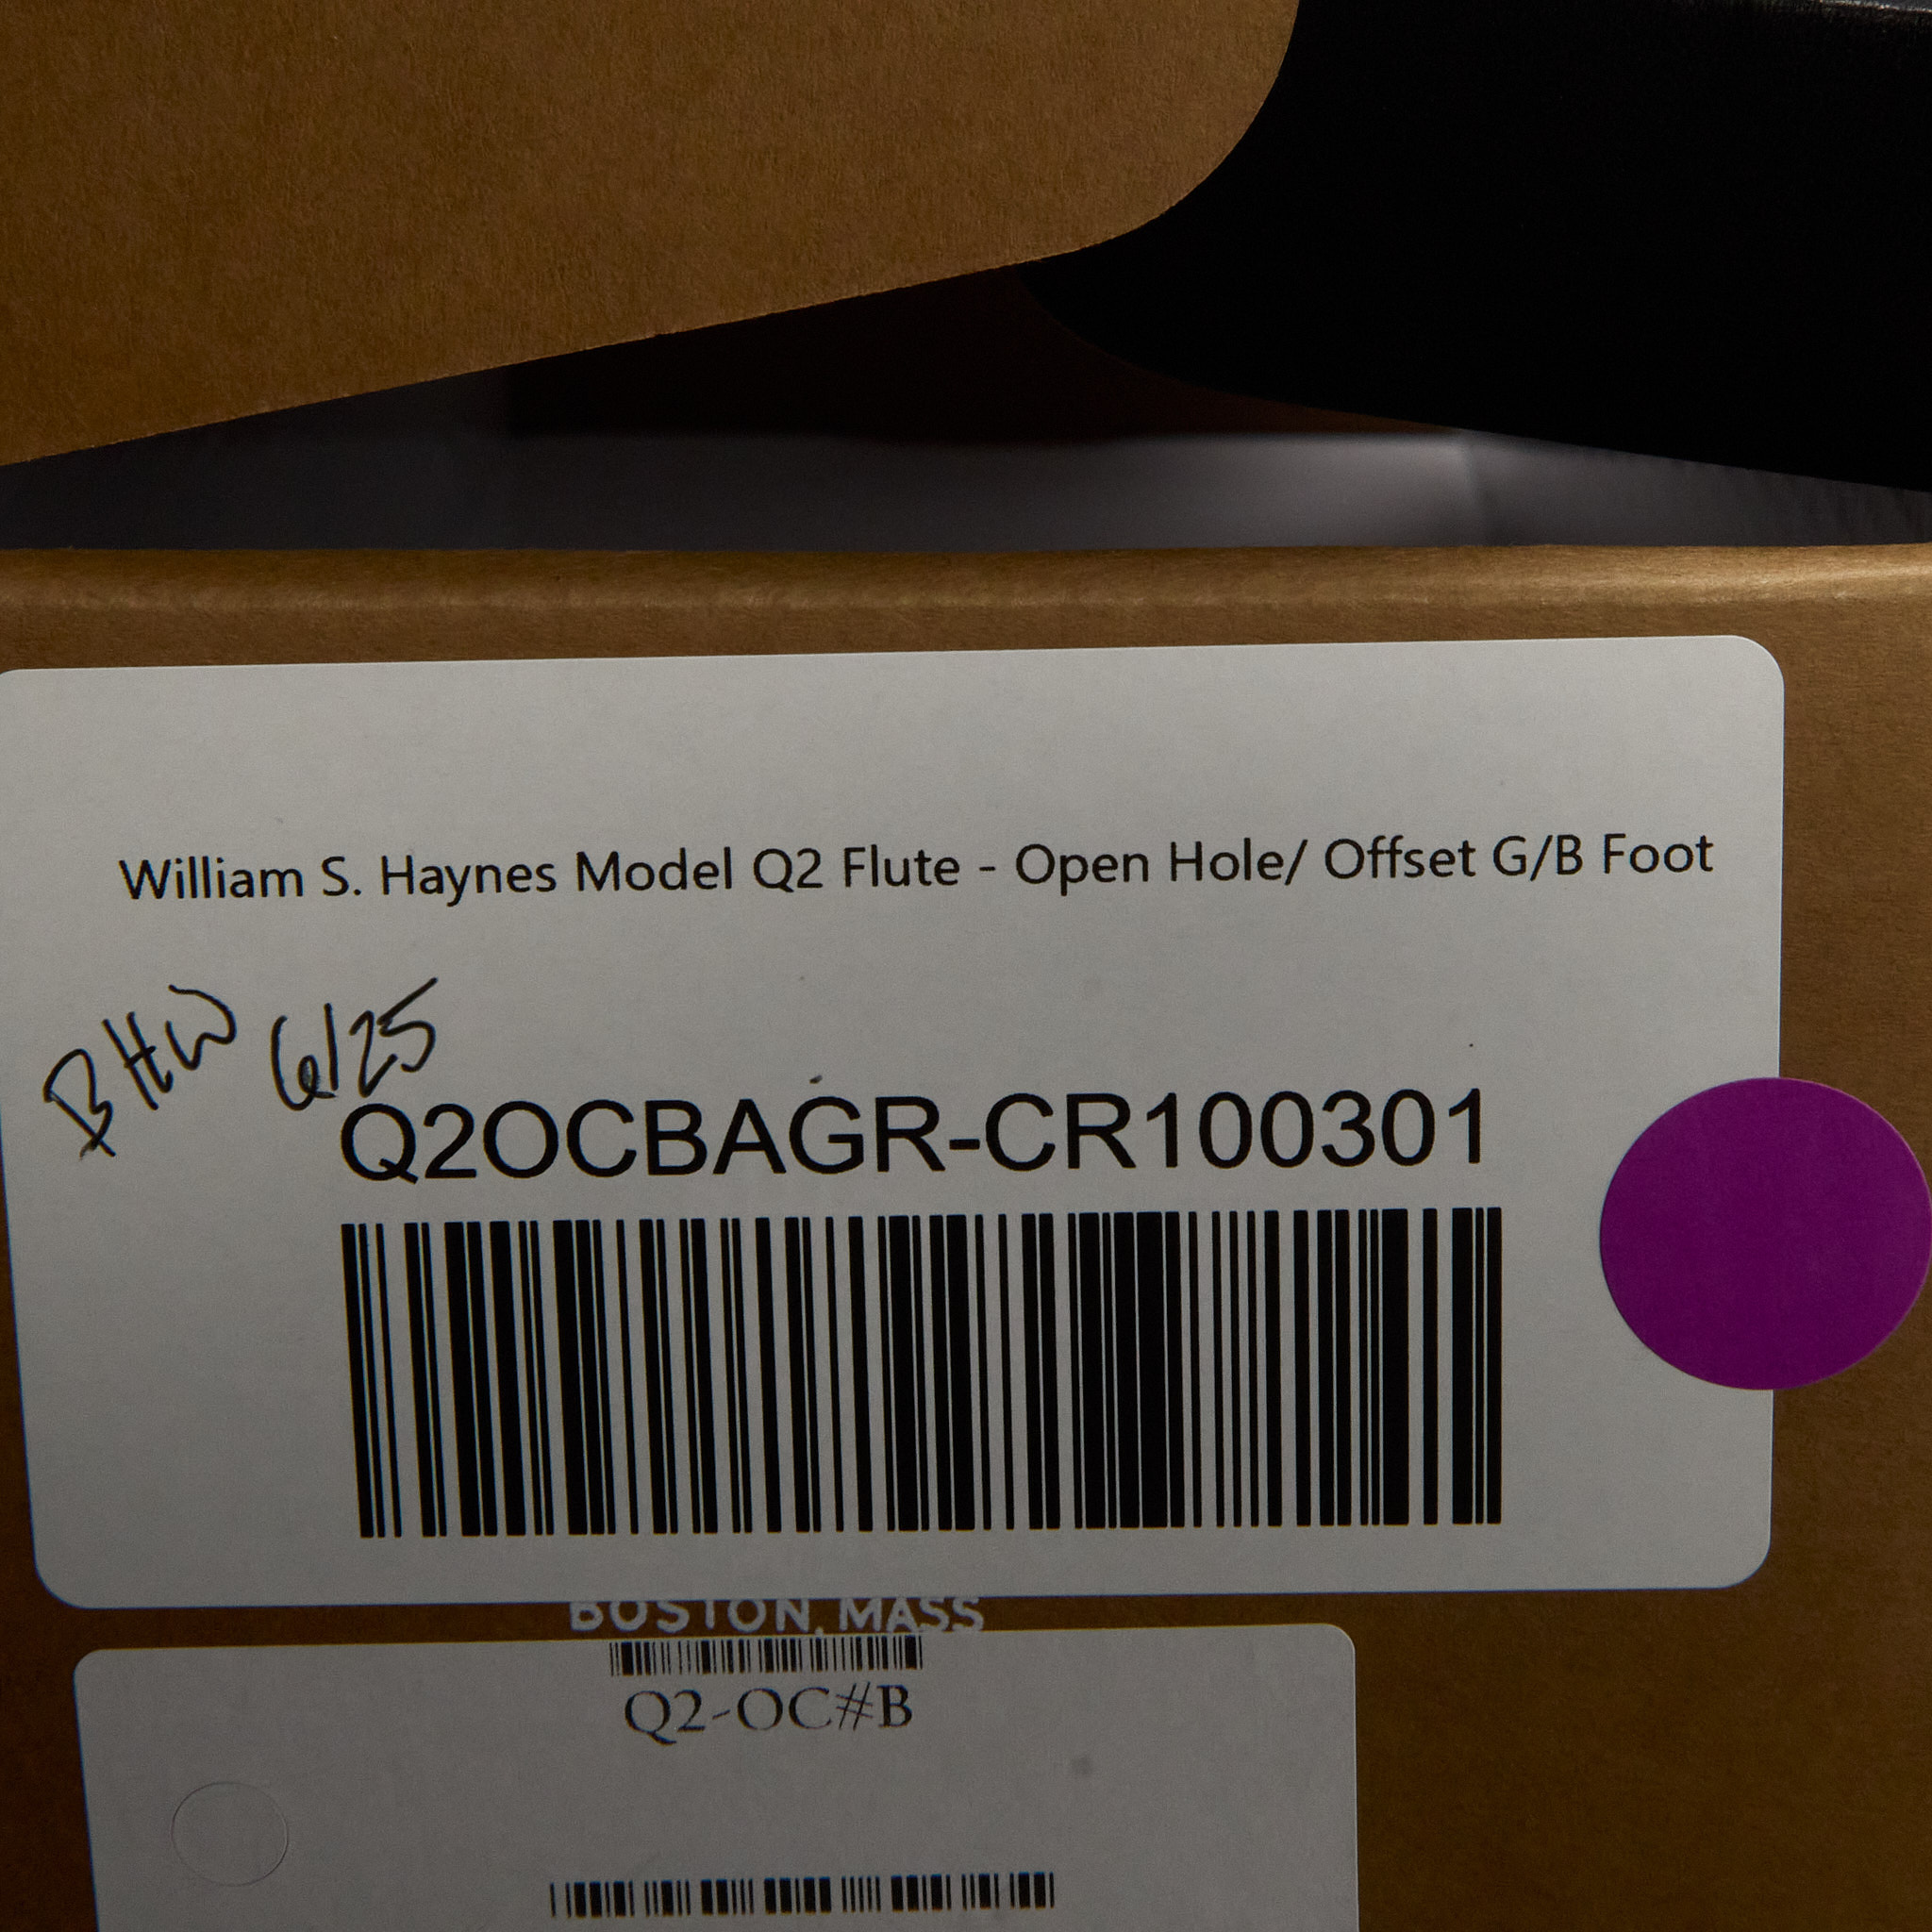 William S. Haynes Model Q2 Flute - Open Hole/ Offset G/B Foot
BHW 6/25
Q2OCBAGR-CR100301
BOSTON, MASS
Q2-OC#B